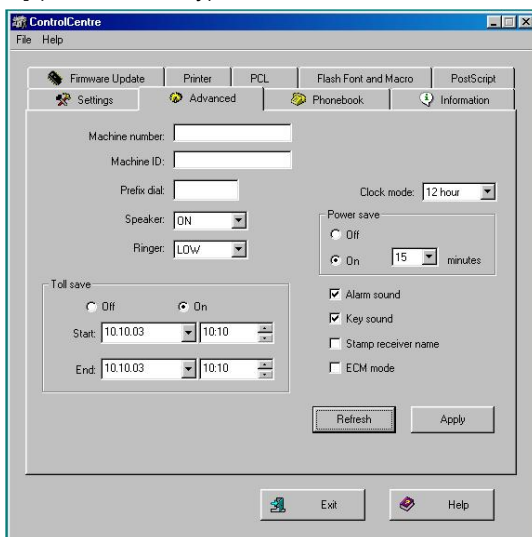 ControlCentre
File Help
Firmware Update Printer PCL Flash Font and Macro PostScript
Settings Advanced Phonebook Information
Machine number:
Machine ID:
Prefix dial: Clock mode: 12 hour
Speaker: ON Power save
Off
Ringer: LOW On 15 minutes
Toll save Alarm sound
Off On Key sound
Start: 10.10.03 10:10 Stamp receiver name
End: 10.10.03 10:10 ECM mode
Refresh Apply
Exit Help